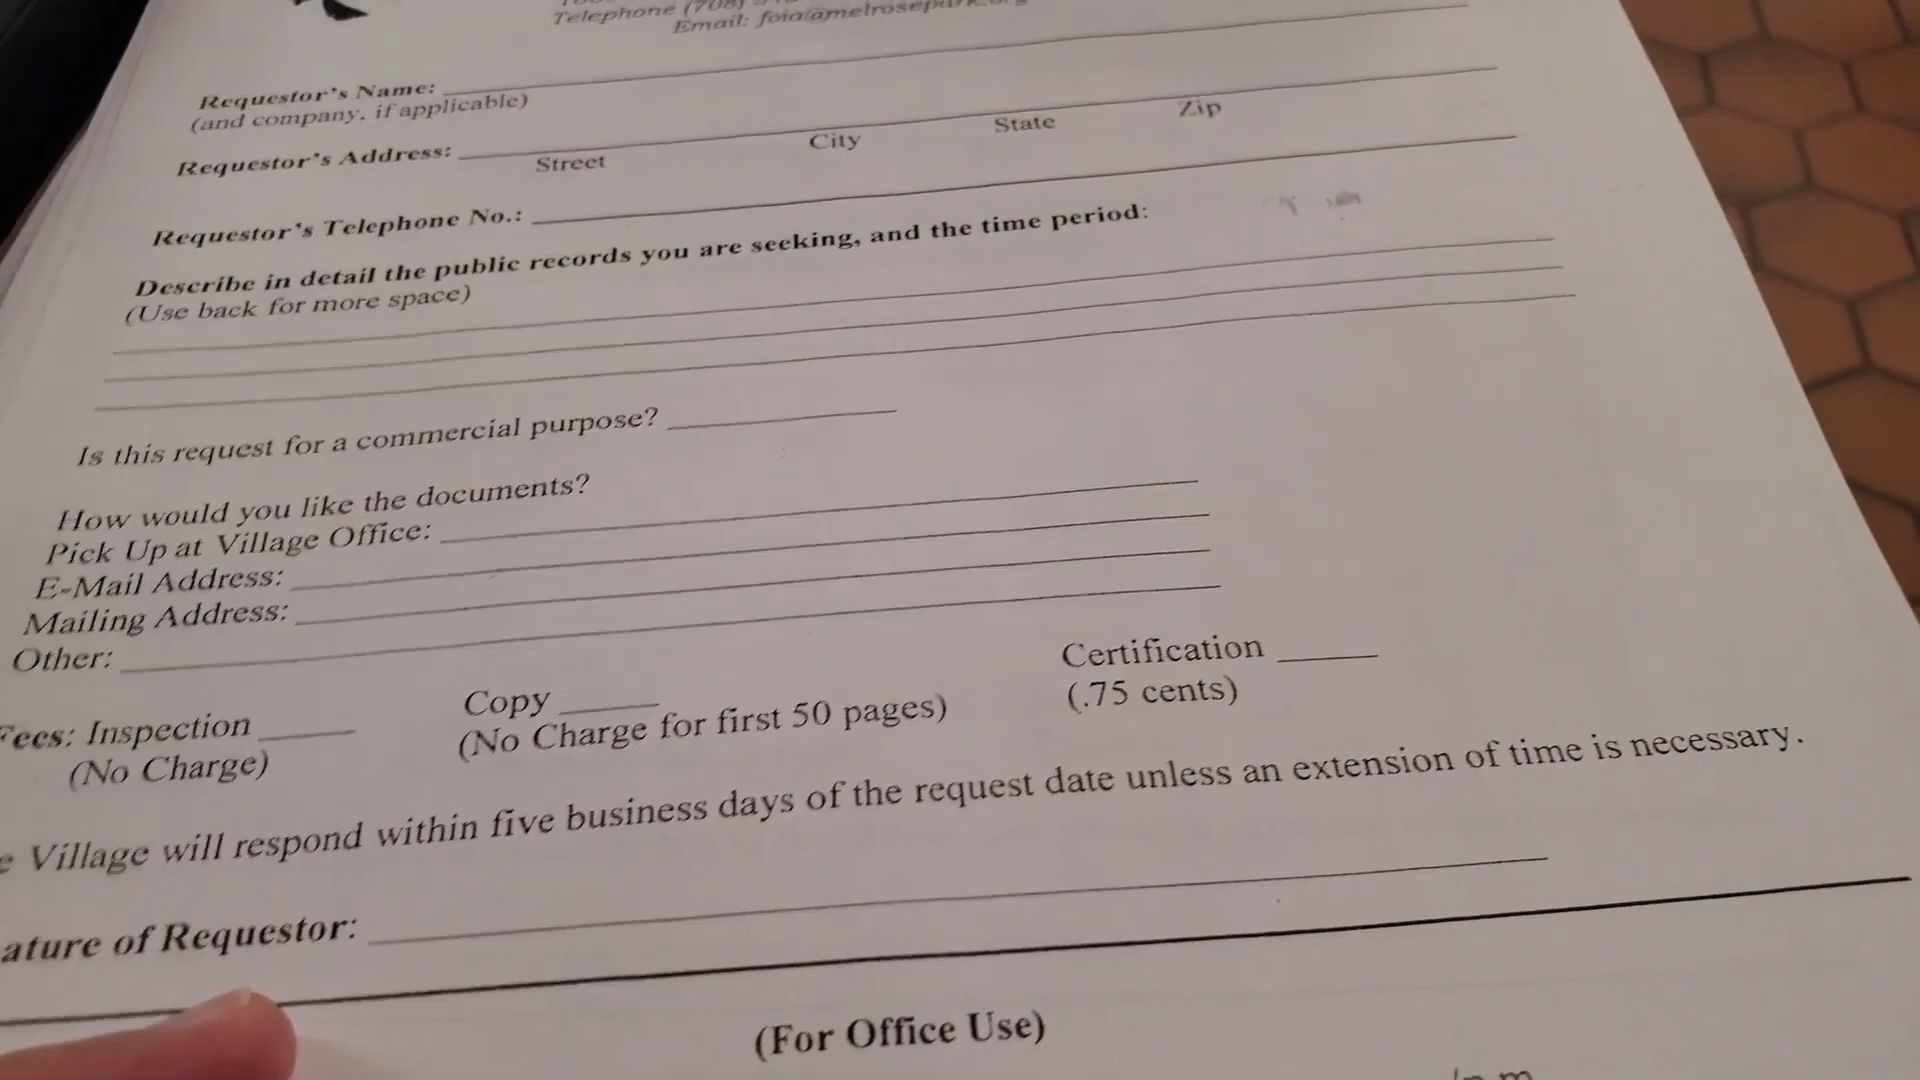 Telephone (708)
Email: foia@melrosepark.org
Requestor's Name:
(and company, if applicable)
Requestor's Address:
Street City State Zip
Requestor's Telephone No.:
Describe in detail the public records you are seeking, and the time period:
(Use back for more space)
Is this request for a commercial purpose?
How would you like the documents?
Pick Up at Village Office:
E-Mail Address:
Mailing Address:
Other:
Fees: Inspection Copy Certification
(No Charge) (No Charge for first 50 pages) (.75 cents)
e Village will respond within five business days of the request date unless an extension of time is necessary.
ature of Requestor:
(For Office Use)